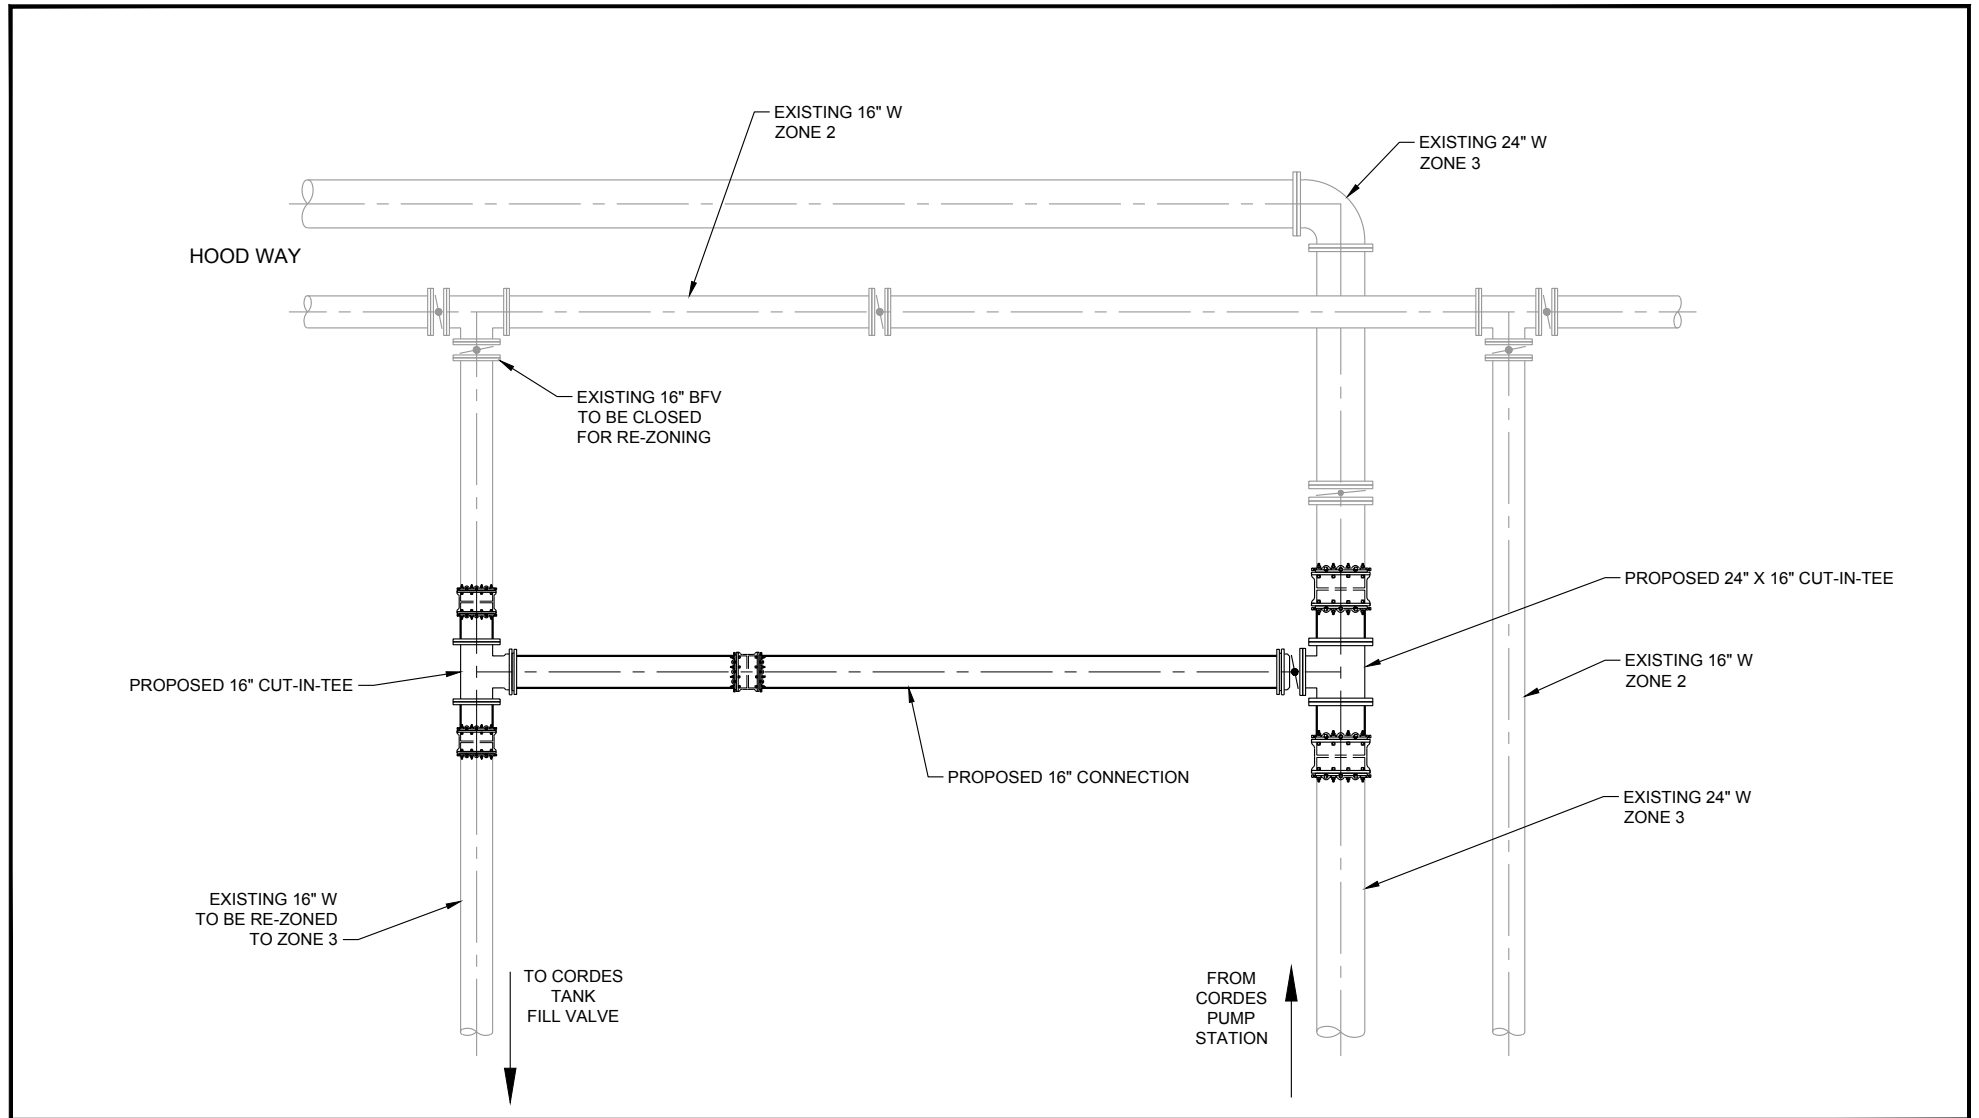 EXISTING 16" W
ZONE 2
EXISTING 24" W
ZONE 3
HOOD WAY
EXISTING 16" BFV
TO BE CLOSED
FOR RE-ZONING
PROPOSED 24" X 16" CUT-IN-TEE
EXISTING 16" W
ZONE 2
PROPOSED 16" CUT-IN-TEE
PROPOSED 16" CONNECTION
EXISTING 24" W
ZONE 3
EXISTING 16" W
TO BE RE-ZONED
TO ZONE 3
TO CORDES
TANK
FILL VALVE
FROM
CORDES
PUMP
STATION